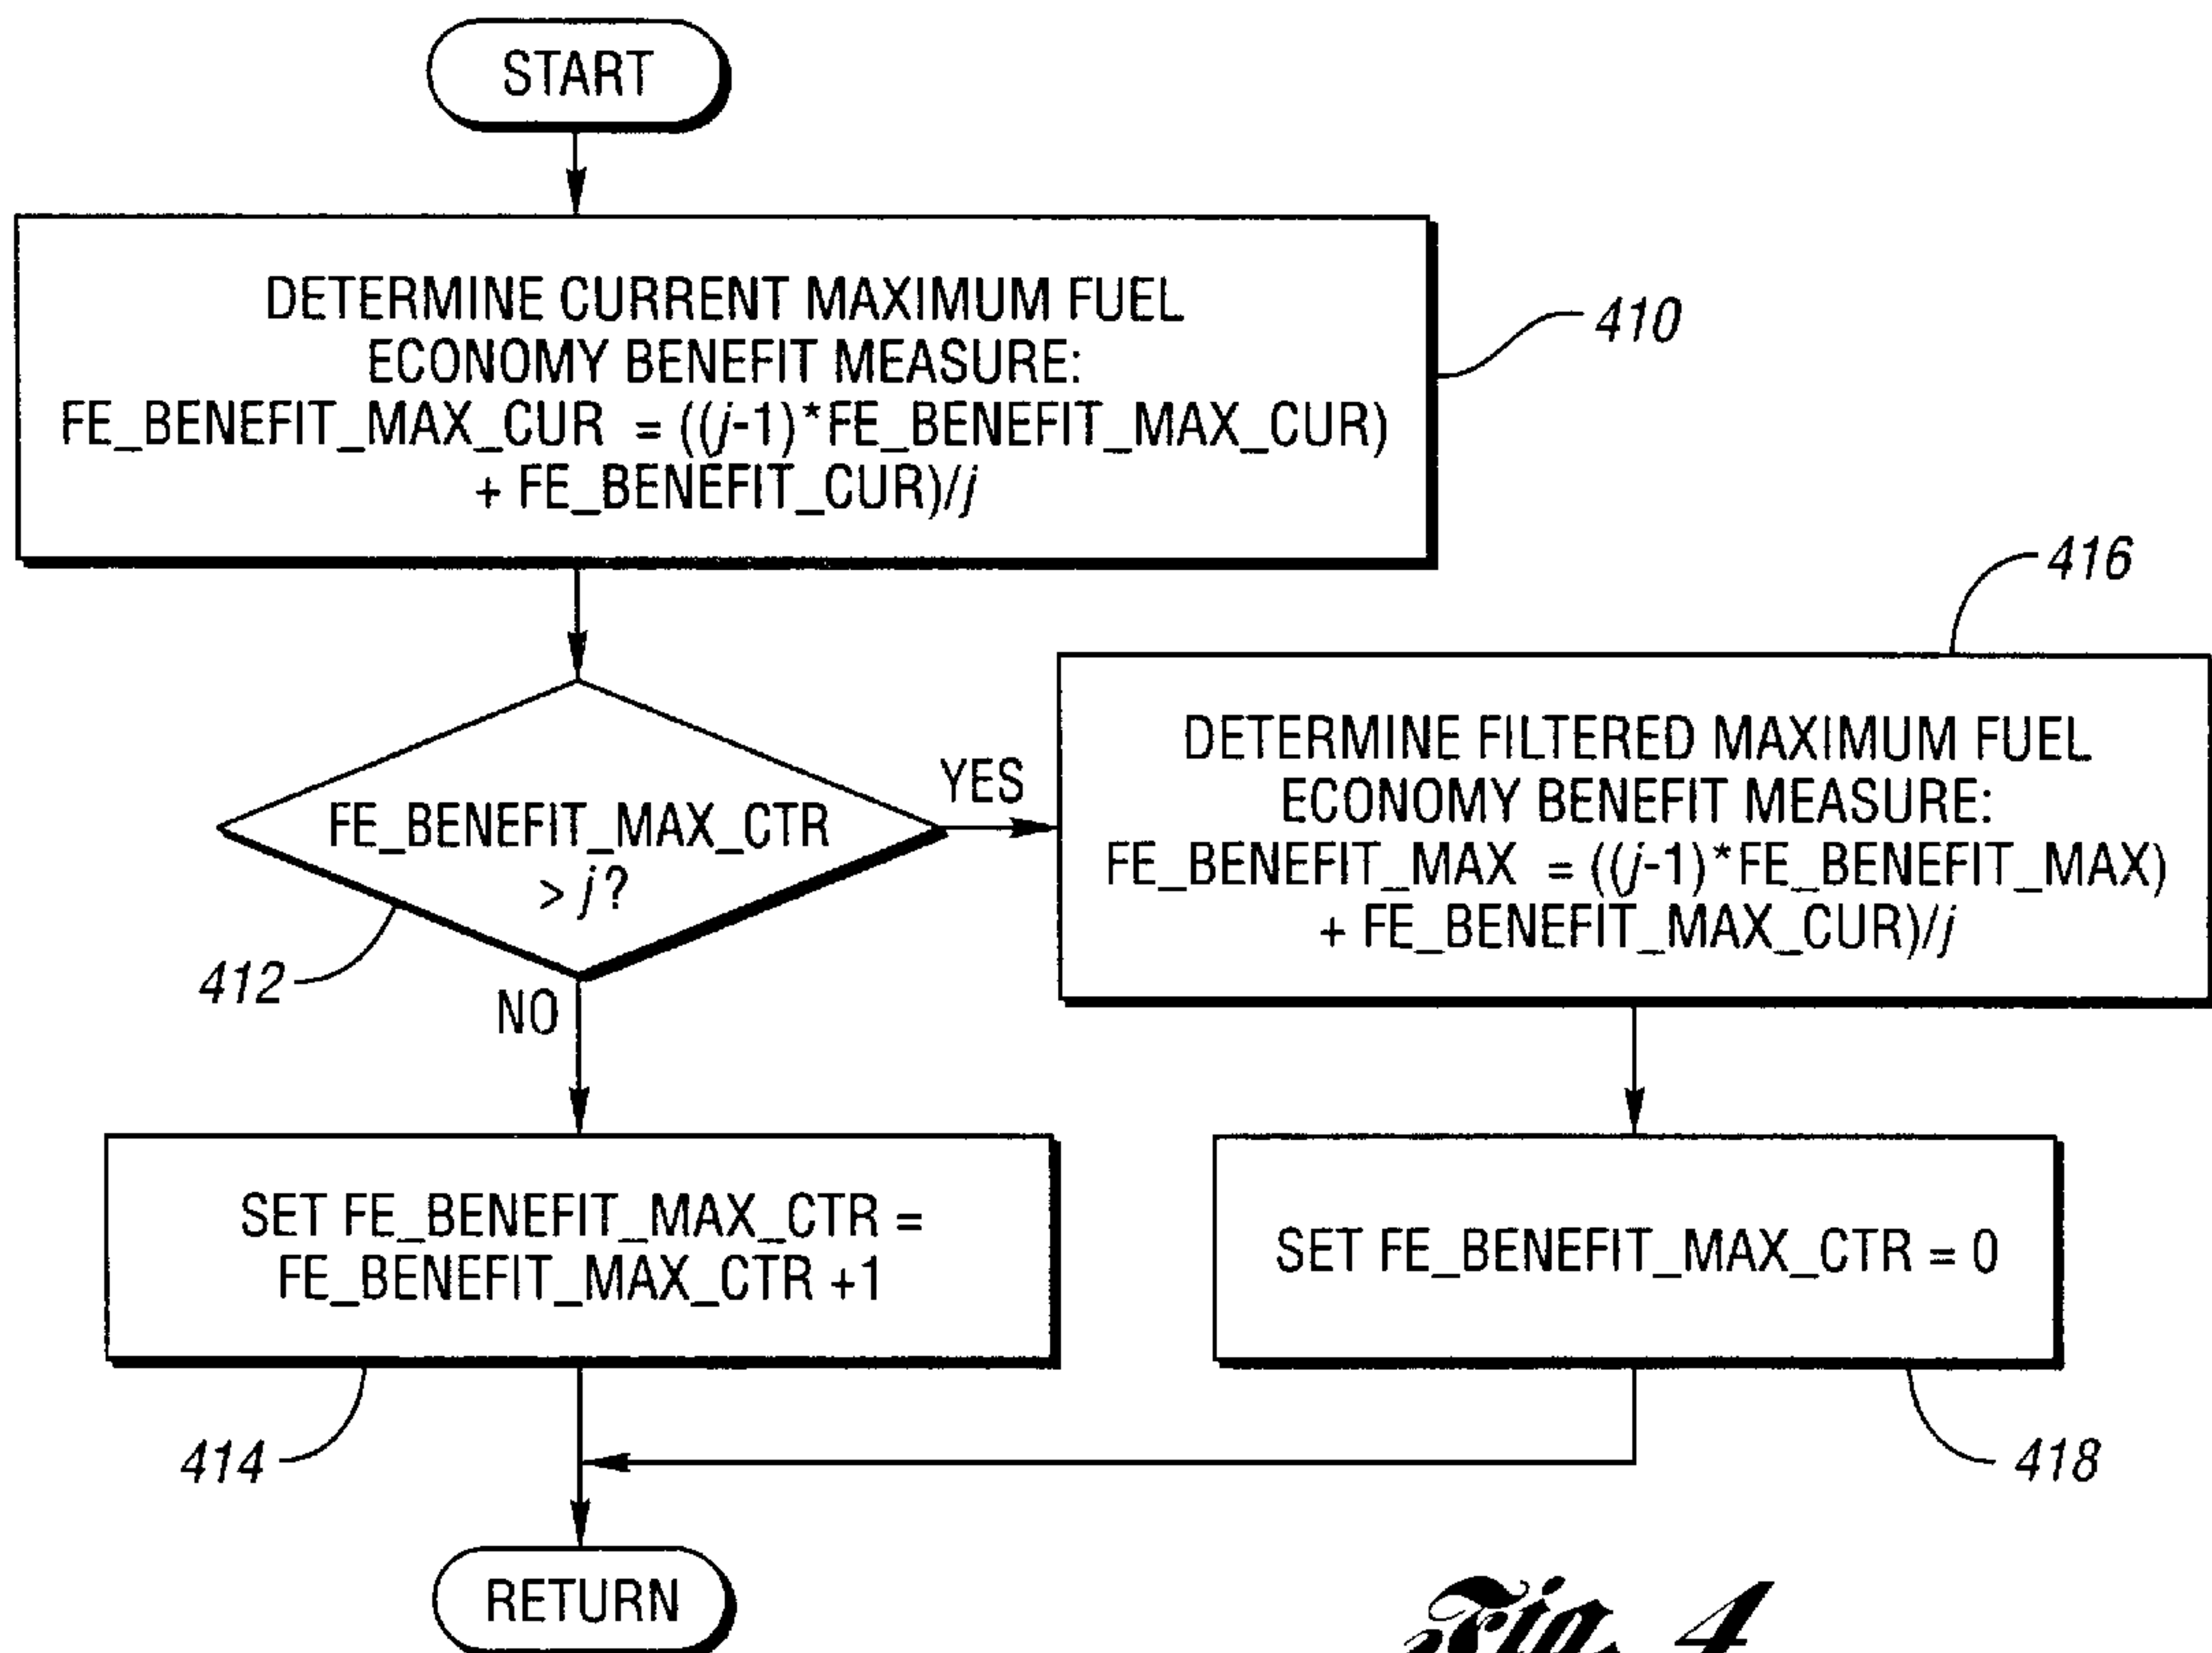 START
DETERMINE CURRENT MAXIMUM FUEL
ECONOMY BENEFIT MEASURE:
FE_BENEFIT_MAX_CUR = ((j-1)*FE_BENEFIT_MAX_CUR)
+ FE_BENEFIT_CUR)/j
410
FE_BENEFIT_MAX_CTR
> j ?
412
YES
NO
416
DETERMINE FILTERED MAXIMUM FUEL
ECONOMY BENEFIT MEASURE:
FE_BENEFIT_MAX = ((j-1)*FE_BENEFIT_MAX)
+ FE_BENEFIT_MAX_CUR)/j
SET FE_BENEFIT_MAX_CTR =
FE_BENEFIT_MAX_CTR +1
414
SET FE_BENEFIT_MAX_CTR = 0
418
RETURN
Fig. 4